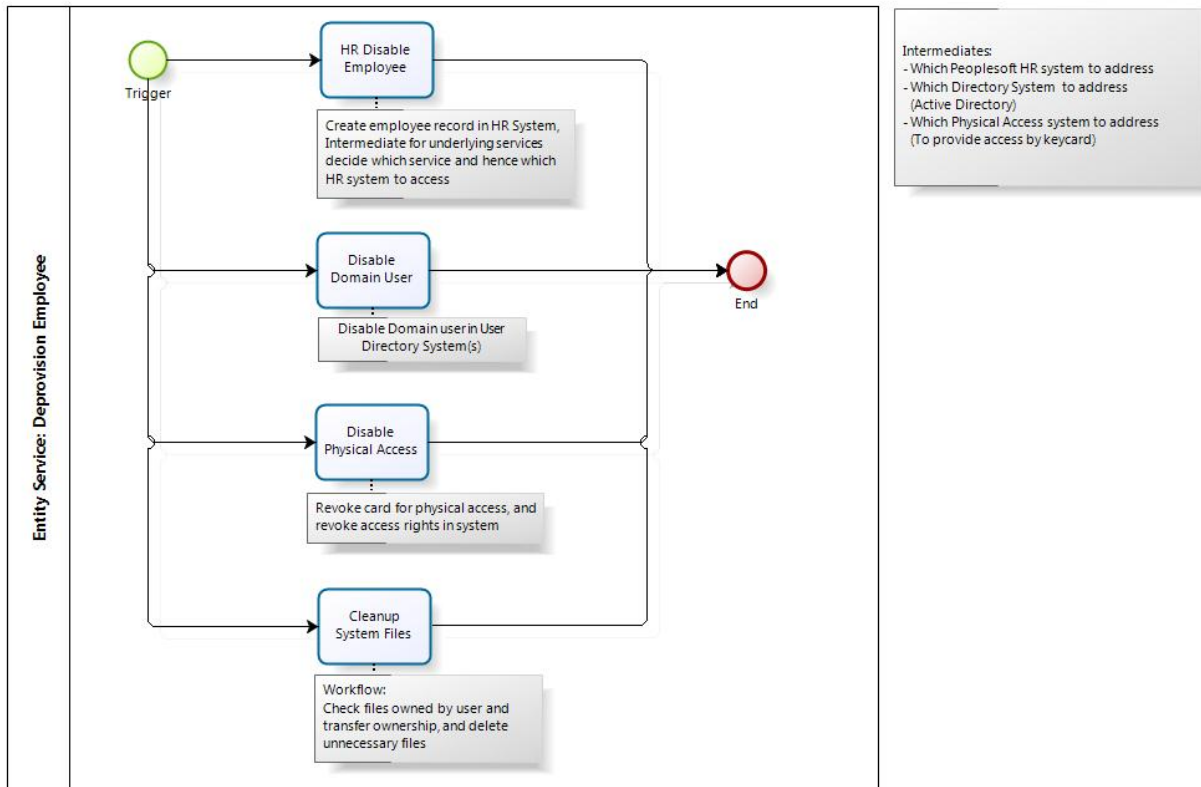 Entity Service: Deprovision Employee
Trigger
HR Disable
Employee
Create employee record in HR System,
Intermediate for underlying services
decide which service and hence which
HR system to access
Disable
Domain User
Disable Domain user in User
Directory System(s)
End
Disable
Physical Access
Revoke card for physical access, and
revoke access rights in system
Cleanup
System Files
Workflow:
Check files owned by user and
transfer ownership, and delete
unnecessary files
Intermediates:
- Which Peoplesoft HR system to address
- Which Directory System to address
(Active Directory)
- Which Physical Access system to address
(To provide access by keycard)